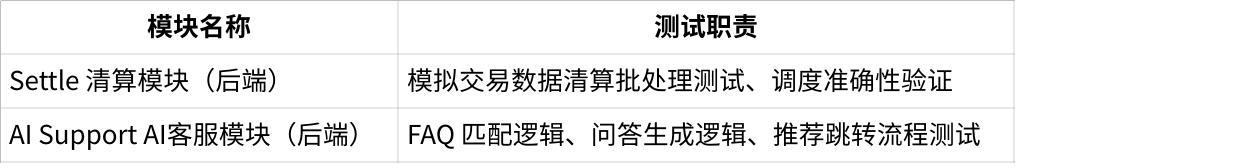 模块名称 测试职责
Settle 清算模块（后端） 模拟交易数据清算批处理测试、调度准确性验证
AI Support AI客服模块（后端） FAQ 匹配逻辑、问答生成逻辑、推荐跳转流程测试